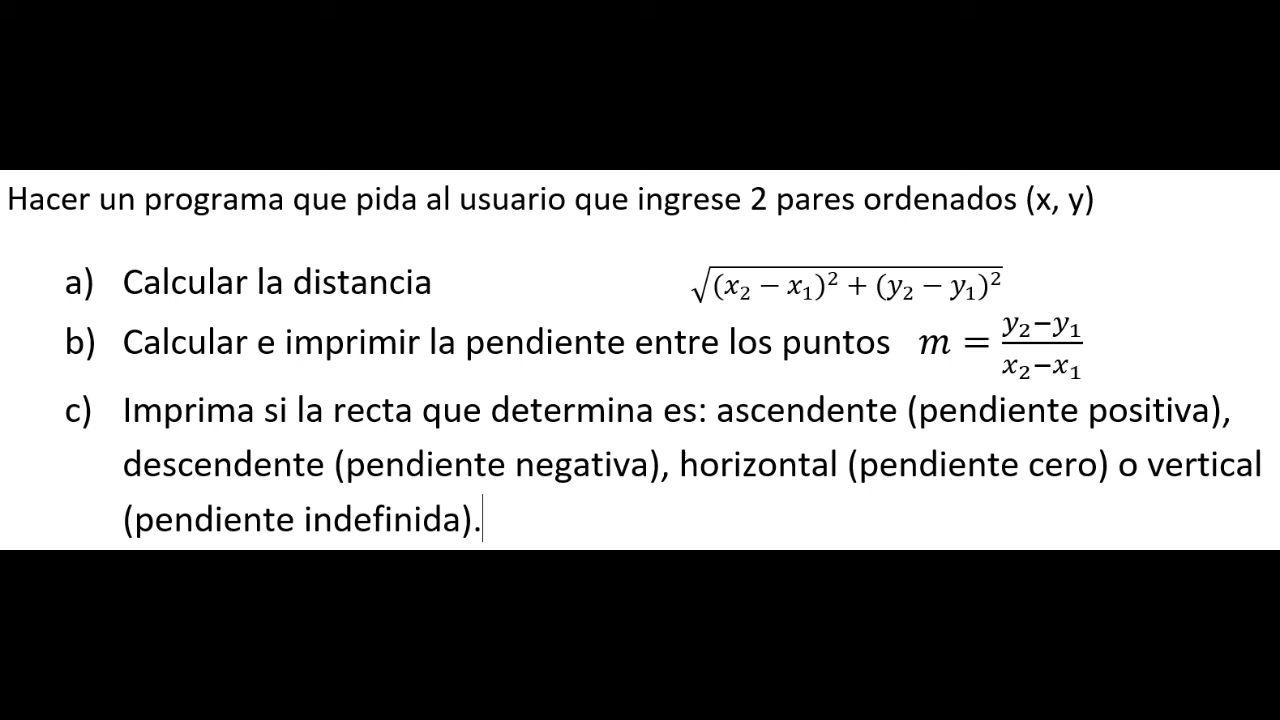 Hacer un programa que pida al usuario que ingrese 2 pares ordenados (x, y)
a) Calcular la distancia √(x₂ − x₁)² + (y₂ − y₁)²
b) Calcular e imprimir la pendiente entre los puntos m = y₂−y₁ / x₂−x₁
c) Imprima si la recta que determina es: ascendente (pendiente positiva),
descendente (pendiente negativa), horizontal (pendiente cero) o vertical
(pendiente indefinida).